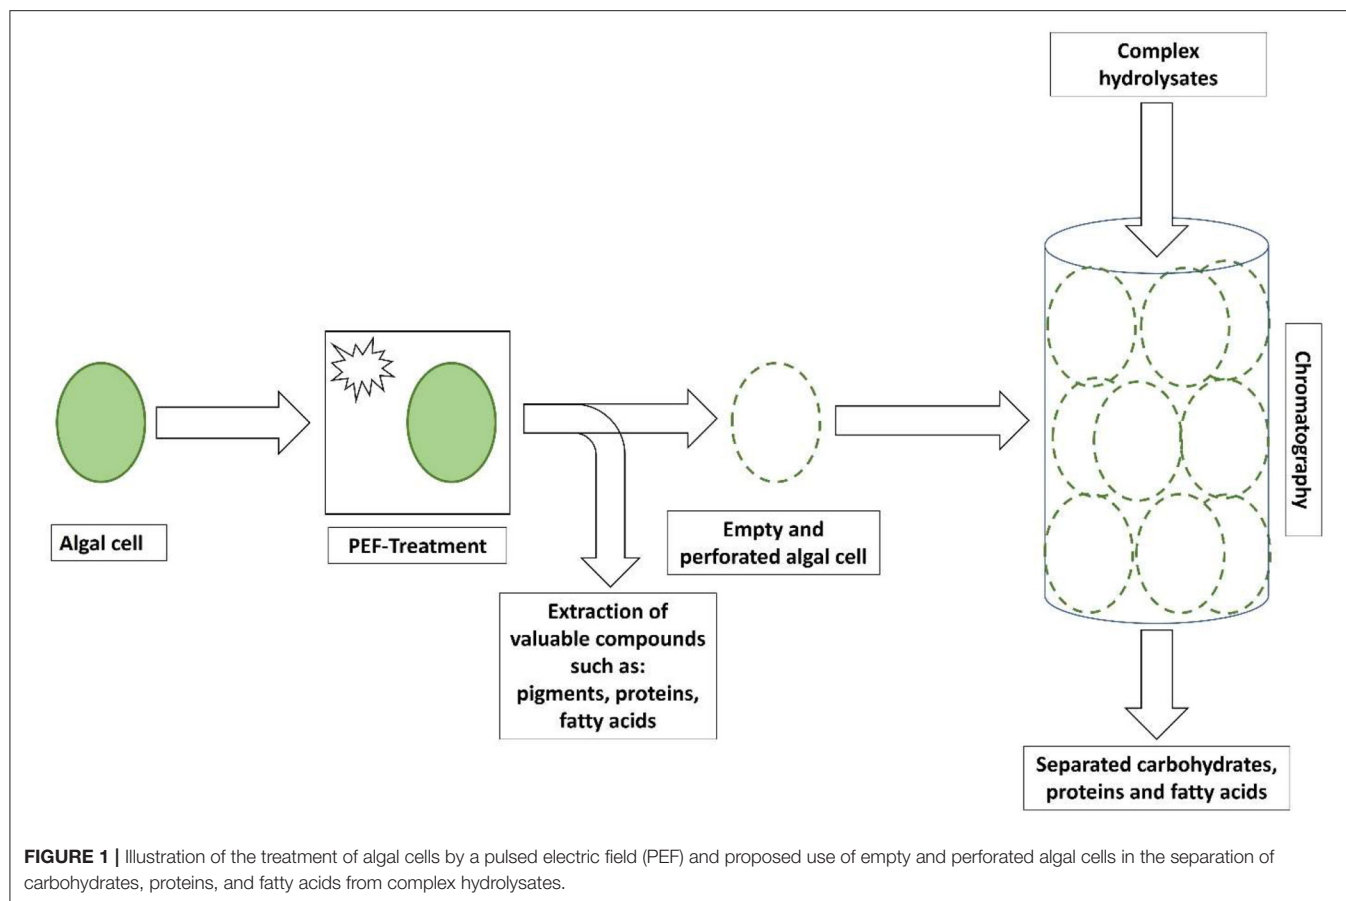 Complex
hydrolysates
Chromatography
Algal cell
PEF-Treatment
Empty and
perforated algal cell
Extraction of
valuable compounds
such as:
pigments, proteins,
fatty acids
Separated carbohydrates,
proteins and fatty acids
FIGURE 1 | Illustration of the treatment of algal cells by a pulsed electric field (PEF) and proposed use of empty and perforated algal cells in the separation of
carbohydrates, proteins, and fatty acids from complex hydrolysates.